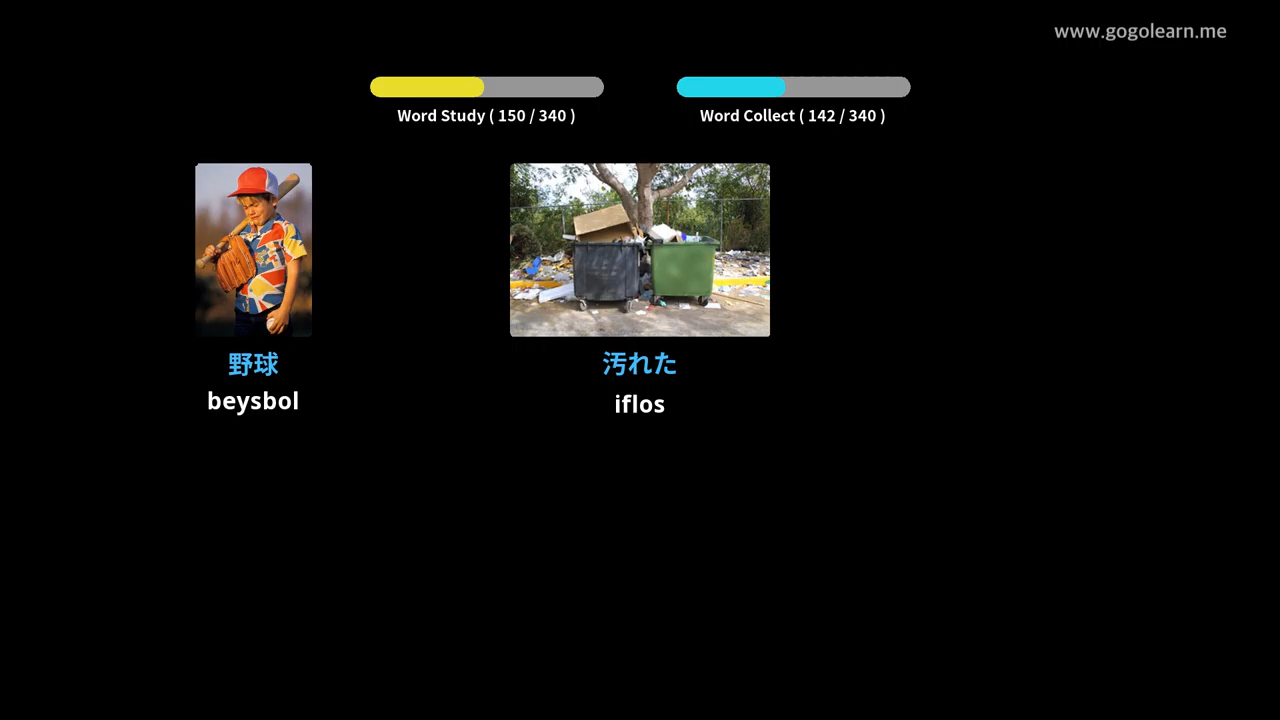 www.gogolearn.me
Word Study ( 150 / 340 )
Word Collect ( 142 / 340 )
野球
beysbol
汚れた
iflos